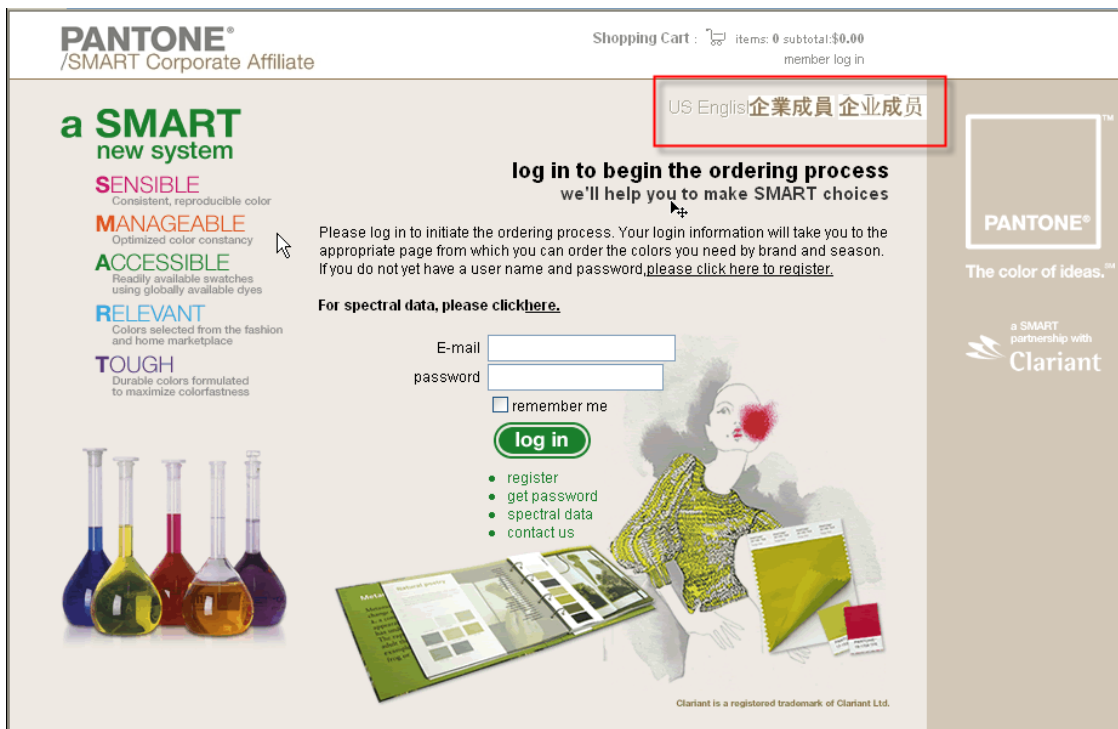 PANTONE®
/SMART Corporate Affiliate
Shopping Cart : items: 0 subtotal:$0.00
member log in
US Englis 企業成員 企业成员
a SMART
new system
SENSIBLE
Consistent, reproducible color
MANAGEABLE
Optimized color constancy
ACCESSIBLE
Readily available swatches
using globally available dyes
RELEVANT
Colors selected from the fashion
and home marketplace
TOUGH
Durable colors formulated
to maximize colorfastness
log in to begin the ordering process
we'll help you to make SMART choices
Please log in to initiate the ordering process. Your login information will take you to the
appropriate page from which you can order the colors you need by brand and season.
If you do not yet have a user name and password,please click here to register.
For spectral data, please clickhere.
E-mail
password
remember me
log in
register
get password
spectral data
contact us
Natural poetry
PANTONE
Clariant is a registered trademark of Clariant Ltd.
TM
PANTONE®
The color of ideas.℠
a SMART
partnership with
Clariant